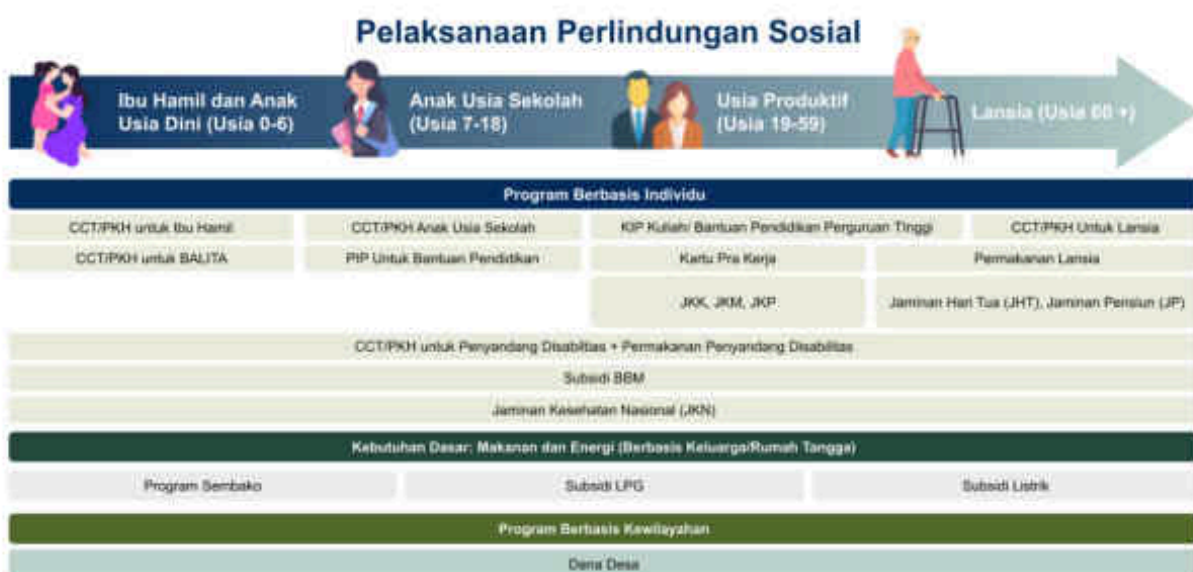 Pelaksanaan Perlindungan Sosial
Ibu Hamil dan Anak
Usia Dini (Usia 0-6)
Anak Usia Sekolah
(Usia 7-18)
Usia Produktif
(Usia 19-59)
Lansia (Usia 60 +)
Program Berbasis Individu
CCT/PKH untuk Ibu Hamil
CCT/PKH Anak Usia Sekolah
KIP Kuliah/ Bantuan Pendidikan Perguruan Tinggi
CCT/PKH Untuk Lansia
CCT/PKH untuk BALITA
PIP Untuk Bantuan Pendidikan
Kartu Pra Kerja
Permakanan Lansia
JKK, JKM, JKP
Jaminan Hari Tua (JHT), Jaminan Pensiun (JP)
CCT/PKH untuk Penyandang Disabilitas + Permakanan Penyandang Disabilitas
Subsidi BBM
Jaminan Kesehatan Nasional (JKN)
Kebutuhan Dasar: Makanan dan Energi (Berbasis Keluarga/Rumah Tangga)
Program Sembako
Subsidi LPG
Subsidi Listrik
Program Berbasis Kewilayahan
Dana Desa